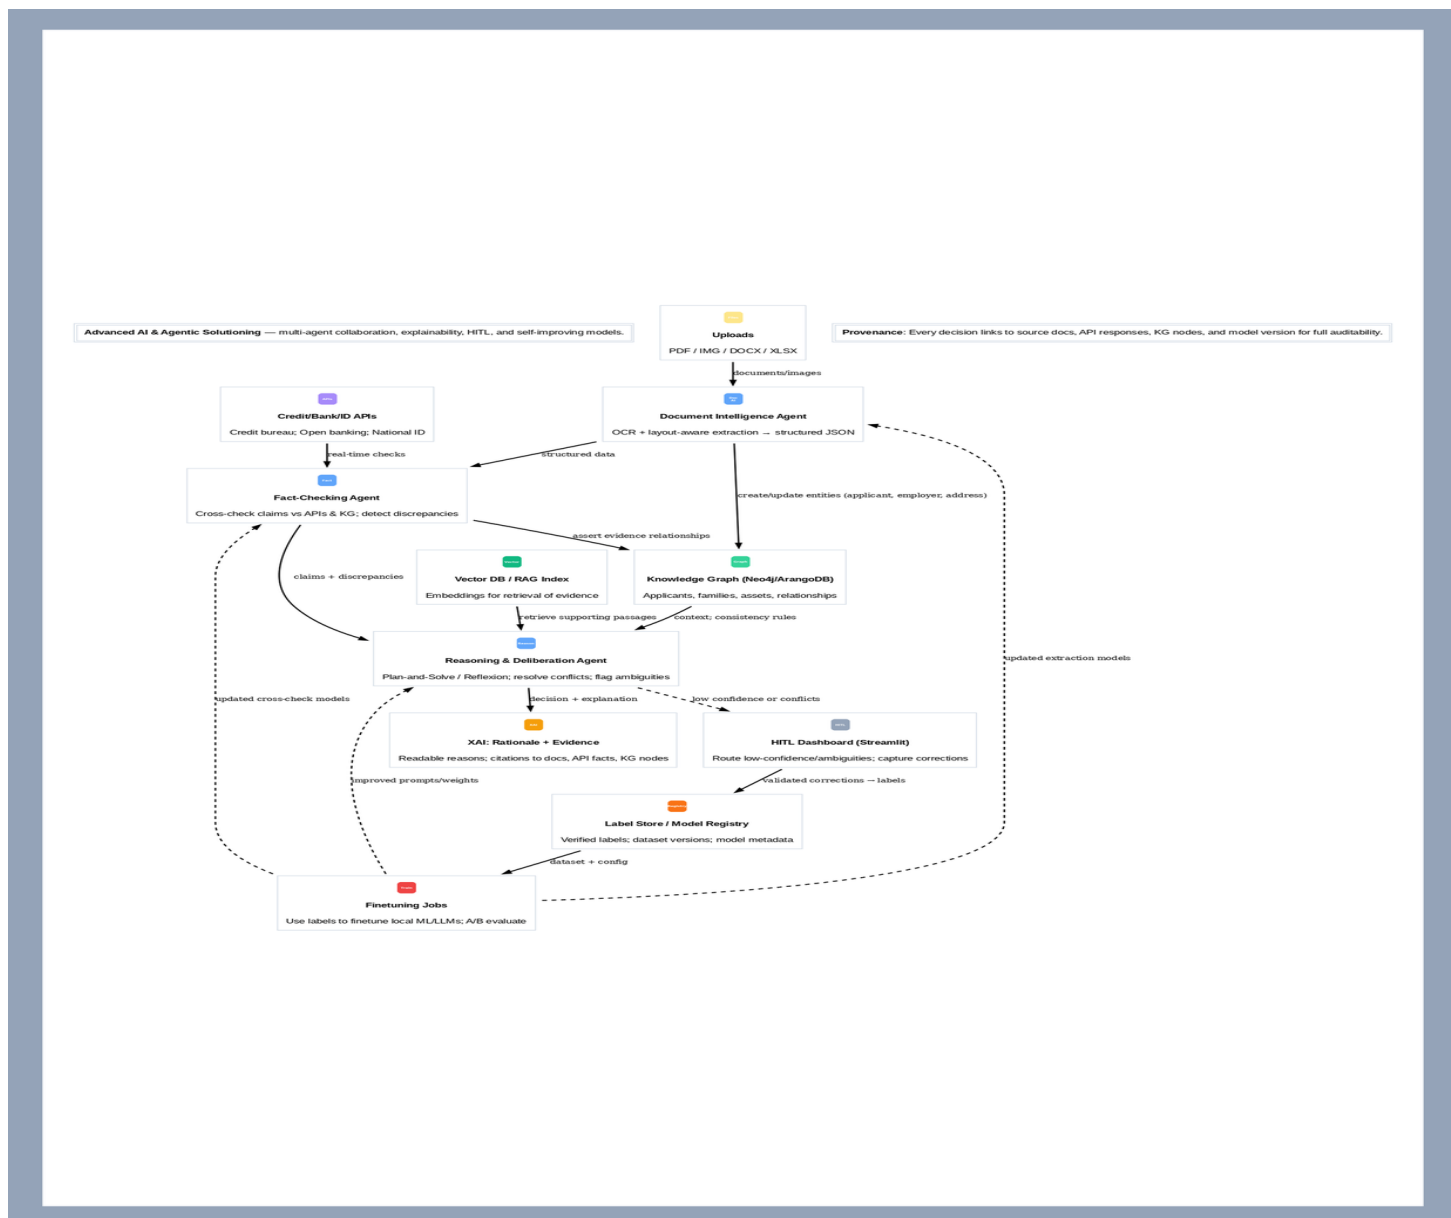 Advanced AI & Agentic Solutioning — multi-agent collaboration, explainability, HITL, and self-improving models.
Uploads
PDF / IMG / DOCX / XLSX
Provenance: Every decision links to source docs, API responses, KG nodes, and model version for full auditability.
documents/images
Credit/Bank/ID APIs
Credit bureau; Open banking; National ID
Document Intelligence Agent
OCR + layout-aware extraction → structured JSON
real-time checks
structured data
Fact-Checking Agent
Cross-check claims vs APIs & KG; detect discrepancies
create/update entities (applicant, employer, address)
assert evidence relationships
claims + discrepancies
Vector DB / RAG Index
Embeddings for retrieval of evidence
Knowledge Graph (Neo4j/ArangoDB)
Applicants, families, assets, relationships
retrieve supporting passages
context; consistency rules
Reasoning & Deliberation Agent
Plan-and-Solve / Reflexion; resolve conflicts; flag ambiguities
updated extraction models
updated cross-check models
decision + explanation
low confidence or conflicts
XAI: Rationale + Evidence
Readable reasons; citations to docs, API facts, KG nodes
HITL Dashboard (Streamlit)
Route low-confidence/ambiguities; capture corrections
improved prompts/weights
validated corrections → labels
Label Store / Model Registry
Verified labels; dataset versions; model metadata
dataset + config
Finetuning Jobs
Use labels to finetune local ML/LLMs; A/B evaluate